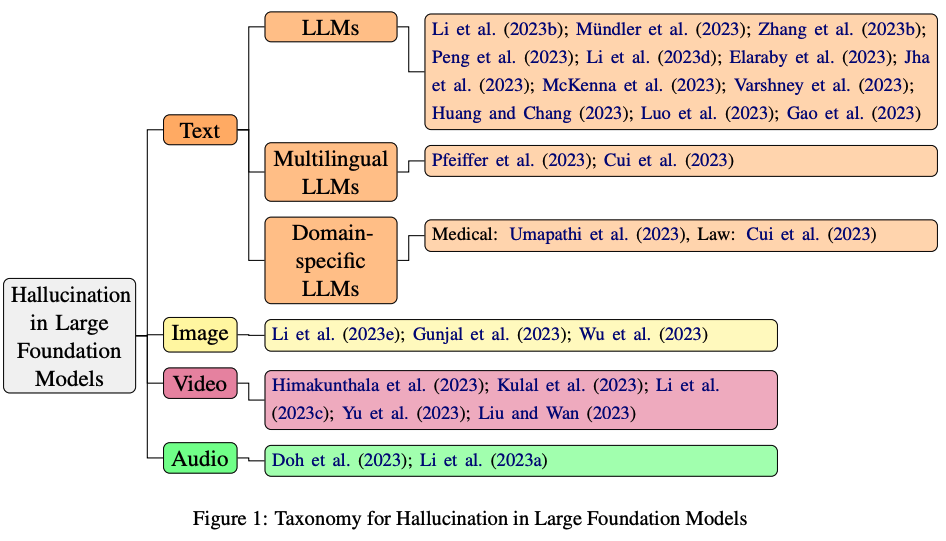 LLMs
Li et al. (2023b); Mündler et al. (2023); Zhang et al. (2023b);
Peng et al. (2023); Li et al. (2023d); Elaraby et al. (2023); Jha
et al. (2023); McKenna et al. (2023); Varshney et al. (2023);
Huang and Chang (2023); Luo et al. (2023); Gao et al. (2023)
Text
Multilingual
LLMs
Pfeiffer et al. (2023); Cui et al. (2023)
Domain-
specific
LLMs
Medical: Umapathi et al. (2023), Law: Cui et al. (2023)
Hallucination
in Large
Foundation
Models
Image
Li et al. (2023e); Gunjal et al. (2023); Wu et al. (2023)
Video
Himakunthala et al. (2023); Kulal et al. (2023); Li et al.
(2023c); Yu et al. (2023); Liu and Wan (2023)
Audio
Doh et al. (2023); Li et al. (2023a)
Figure 1: Taxonomy for Hallucination in Large Foundation Models